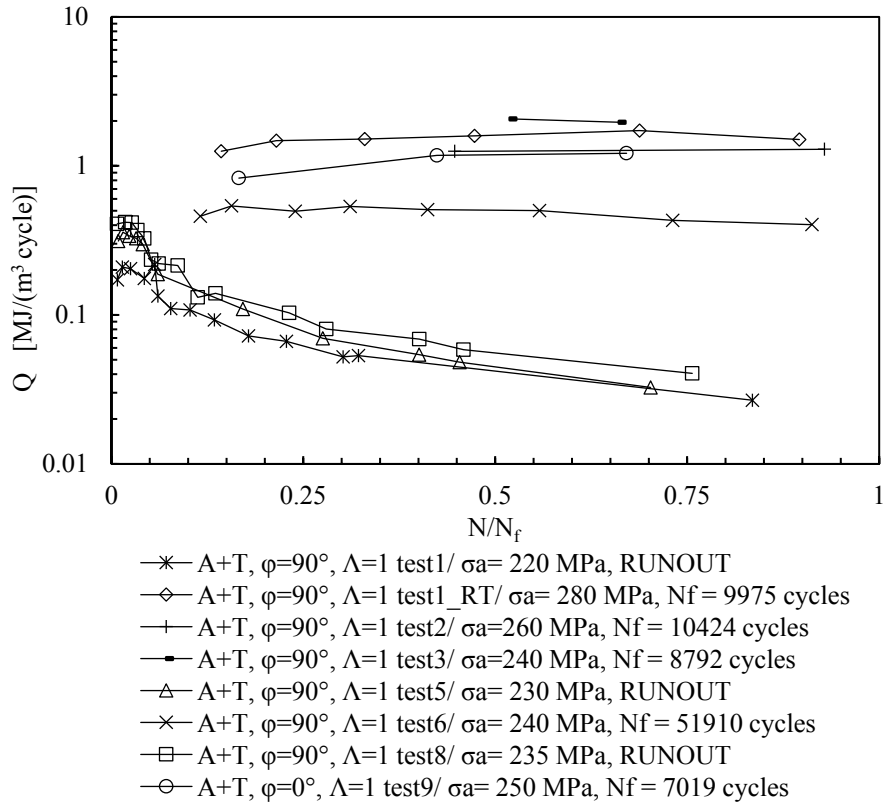 10
1
0.1
0.01
Q [MJ/(m³ cycle)]
0 0.25 0.5 0.75 1
N/Nf
A+T, φ=90°, Λ=1 test1/ σa= 220 MPa, RUNOUT
A+T, φ=90°, Λ=1 test1_RT/ σa= 280 MPa, Nf = 9975 cycles
A+T, φ=90°, Λ=1 test2/ σa=260 MPa, Nf = 10424 cycles
A+T, φ=90°, Λ=1 test3/ σa=240 MPa, Nf = 8792 cycles
A+T, φ=90°, Λ=1 test5/ σa= 230 MPa, RUNOUT
A+T, φ=90°, Λ=1 test6/ σa= 240 MPa, Nf = 51910 cycles
A+T, φ=90°, Λ=1 test8/ σa= 235 MPa, RUNOUT
A+T, φ=0°, Λ=1 test9/ σa= 250 MPa, Nf = 7019 cycles